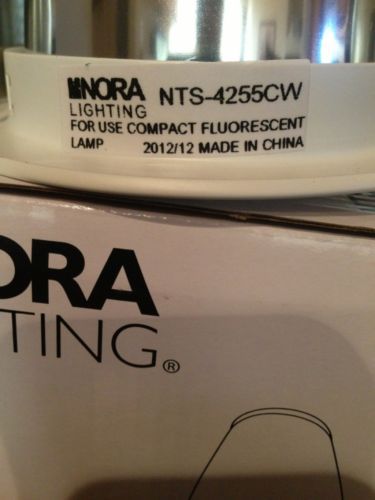 NORA NTS-4255CW
LIGHTING
FOR USE COMPACT FLUORESCENT
LAMP 2012/12 MADE IN CHINA
ORA
TING®